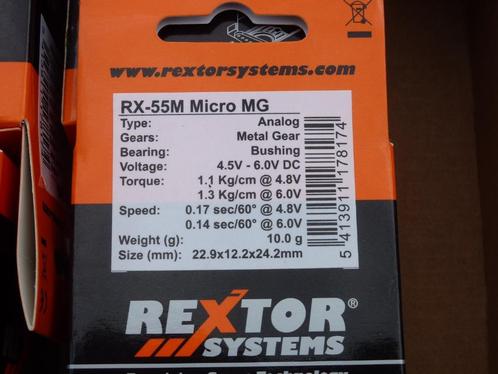 www.rextorsystems.com
RX-55M Micro MG
Type: Analog
Gears: Metal Gear
Bearing: Bushing
Voltage: 4.5V - 6.0V DC
Torque: 1.1 Kg/cm @ 4.8V
1.3 Kg/cm @ 6.0V
Speed: 0.17 sec/60° @ 4.8V
0.14 sec/60° @ 6.0V
Weight (g): 10.0 g
Size (mm): 22.9x12.2x24.2mm
5 413911 178174
REXTOR®
SYSTEMS